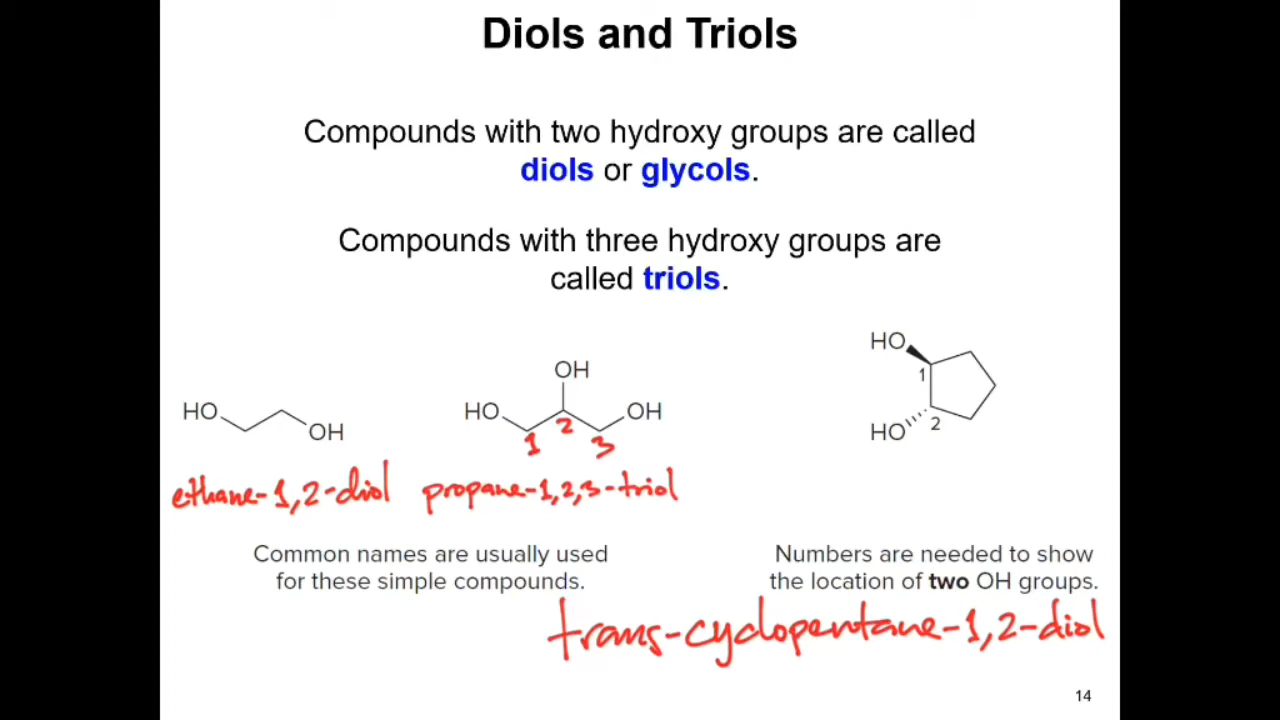 Diols and Triols
Compounds with two hydroxy groups are called
diols or glycols.
Compounds with three hydroxy groups are
called triols.
HO
OH
HO
OH
OH
1
2
3
HO
1
HO
2
ethane-1,2-diol
propane-1,2,3-triol
Common names are usually used
for these simple compounds.
Numbers are needed to show
the location of two OH groups.
trans-cyclopentane-1,2-diol
14